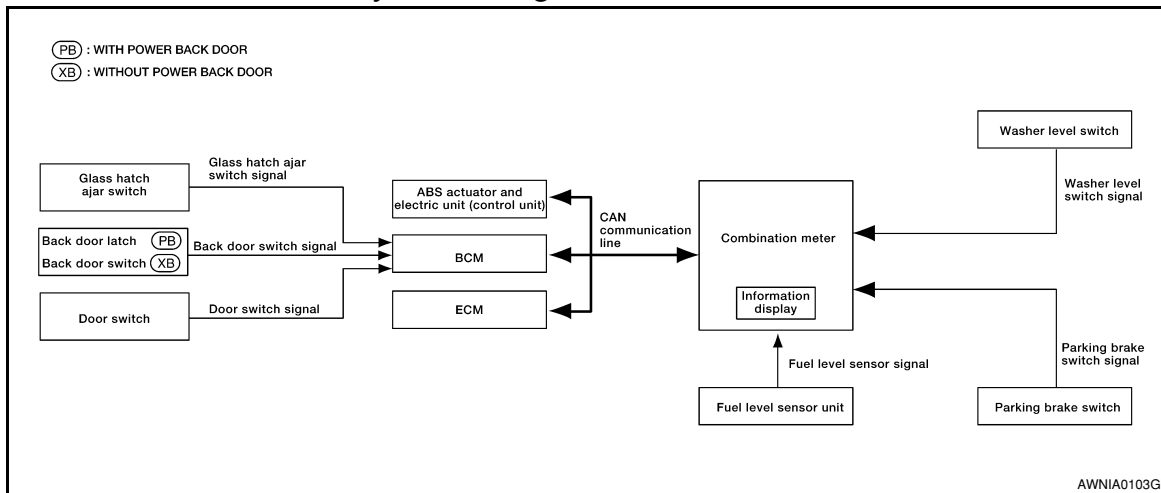 PB : WITH POWER BACK DOOR
XB : WITHOUT POWER BACK DOOR
Glass hatch
ajar switch
Glass hatch ajar
switch signal
Back door latch PB
Back door switch XB
Back door switch signal
Door switch
Door switch signal
ABS actuator and
electric unit (control unit)
BCM
ECM
CAN
communication
line
Combination meter
Information
display
Fuel level sensor signal
Fuel level sensor unit
Washer level switch
Washer level
switch signal
Parking brake
switch signal
Parking brake switch
AWNIA0103G